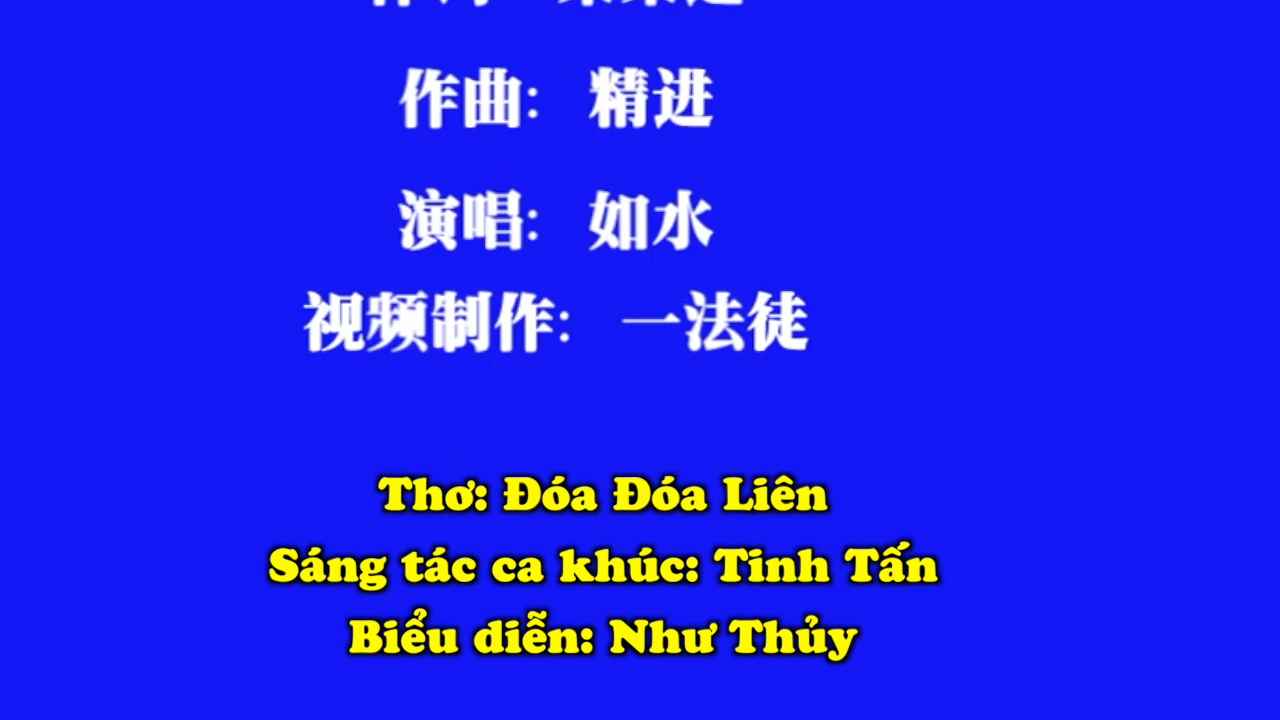 作曲: 精进
演唱: 如水
视频制作: 一法徒
Thơ: Đóa Đóa Liên
Sáng tác ca khúc: Tinh Tấn
Biểu diễn: Như Thủy